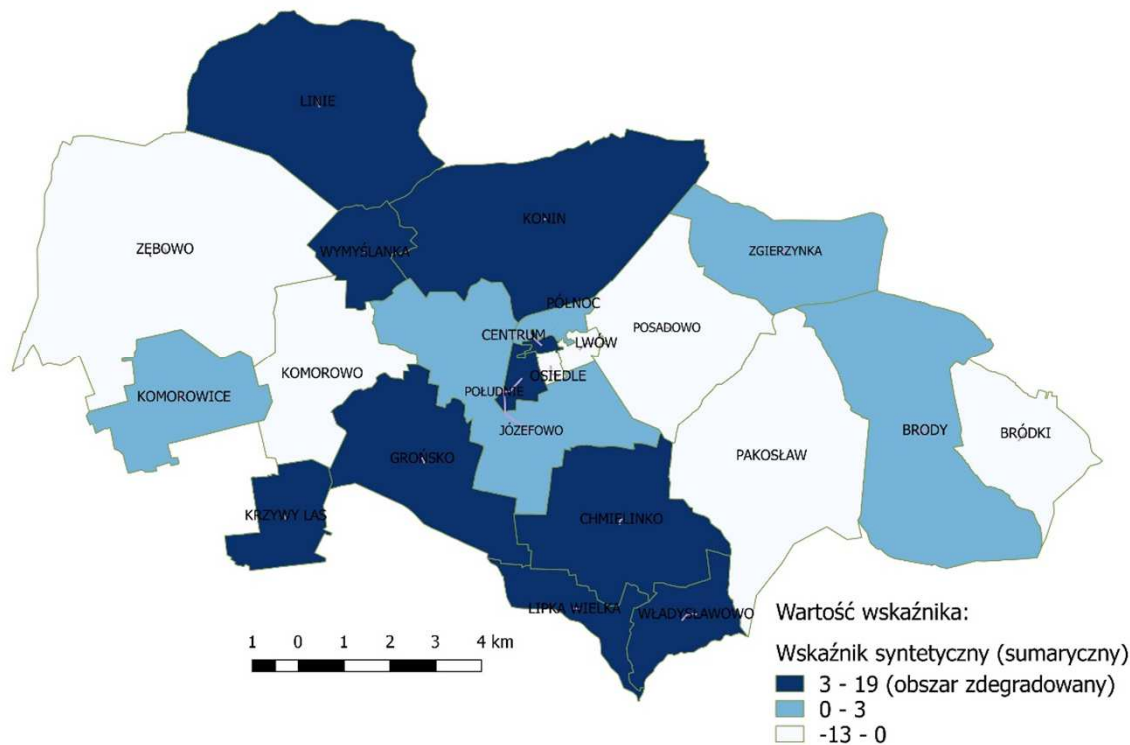 LINIE
KONIN
ZĘBOWO
WYMYŚLANKA
ZGIERZYNKA
PÓŁNOC
CENTRUM
LWÓW
POSADOWO
KOMOROWO
OSIEDLE
KOMOROWICE
POŁUDNIE
JÓZEFOWO
BRODY
BRÓDKI
GROŃSKO
PAKOSŁAW
KRZYWY LAS
CHMIELINKO
LIPKA WIELKA
WŁADYSŁAWOWO
1 0 1 2 3 4 km
Wartość wskaźnika:
Wskaźnik syntetyczny (sumaryczny)
3 - 19 (obszar zdegradowany)
0 - 3
-13 - 0